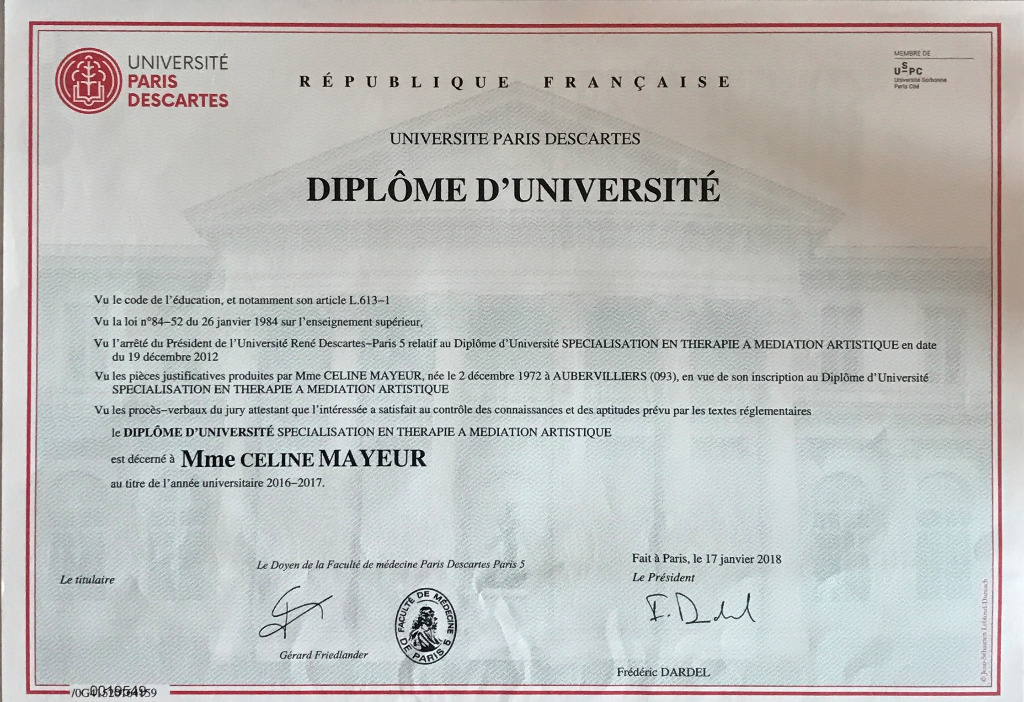 UNIVERSITÉ
PARIS
DESCARTES
RÉPUBLIQUE FRANÇAISE
MEMBRE DE
USPC
Université Sorbonne
Paris Cité
UNIVERSITE PARIS DESCARTES
DIPLÔME D'UNIVERSITÉ
Vu le code de l'éducation, et notamment son article L.613–1
Vu la loi n°84–52 du 26 janvier 1984 sur l'enseignement supérieur,
Vu l'arrêté du Président de l'Université René Descartes–Paris 5 relatif au Diplôme d'Université SPECIALISATION EN THERAPIE A MEDIATION ARTISTIQUE en date
du 19 décembre 2012
Vu les pièces justificatives produites par Mme CELINE MAYEUR, née le 2 décembre 1972 à AUBERVILLIERS (093), en vue de son inscription au Diplôme d'Université
SPECIALISATION EN THERAPIE A MEDIATION ARTISTIQUE
Vu les procès–verbaux du jury attestant que l'intéressée a satisfait au contrôle des connaissances et des aptitudes prévu par les textes réglementaires
le DIPLÔME D'UNIVERSITÉ SPECIALISATION EN THERAPIE A MEDIATION ARTISTIQUE
est décerné à Mme CELINE MAYEUR
au titre de l'année universitaire 2016–2017.
Fait à Paris, le 17 janvier 2018
Le Doyen de la Faculté de médecine Paris Descartes Paris 5
Le titulaire
Le Président
F. Dardel
FACULTÉ DE MÉDECINE
DE PARIS 5
Gérard Friedlander
Frédéric DARDEL
0019549